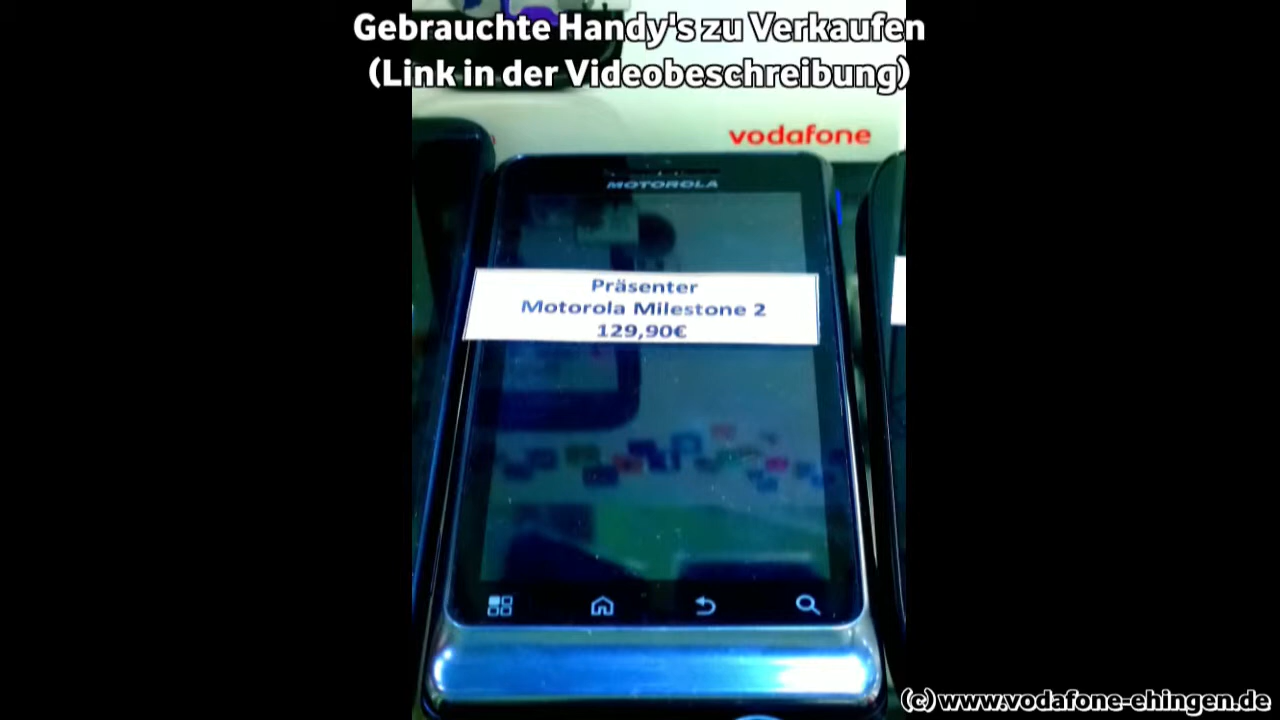 Gebrauchte Handy's zu Verkaufen
(Link in der Videobeschreibung)
vodafone
MOTOROLA
Präsenter
Motorola Milestone 2
129,90€
(c) www.vodafone-ehingen.de